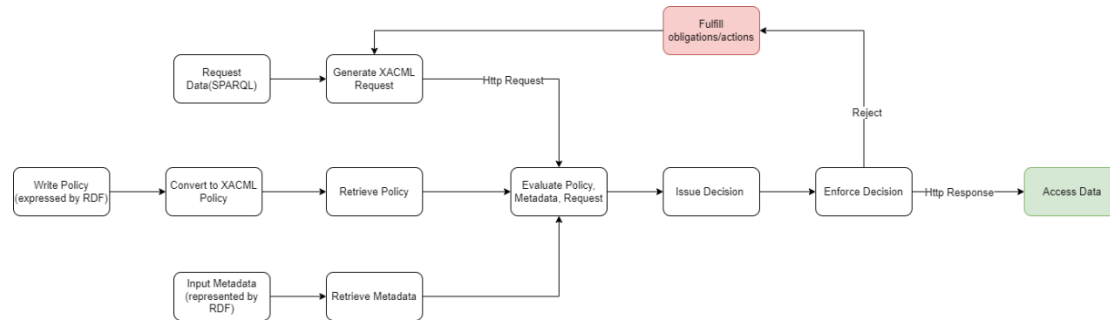 Fulfill
obligations/actions
Request
Data(SPARQL)
Generate XACML
Request
Http Request
Reject
Write Policy
(expressed by RDF)
Convert to XACML
Policy
Retrieve Policy
Evaluate Policy,
Metadata, Request
Issue Decision
Enforce Decision
Http Response
Access Data
Input Metadata
(represented by
RDF)
Retrieve Metadata